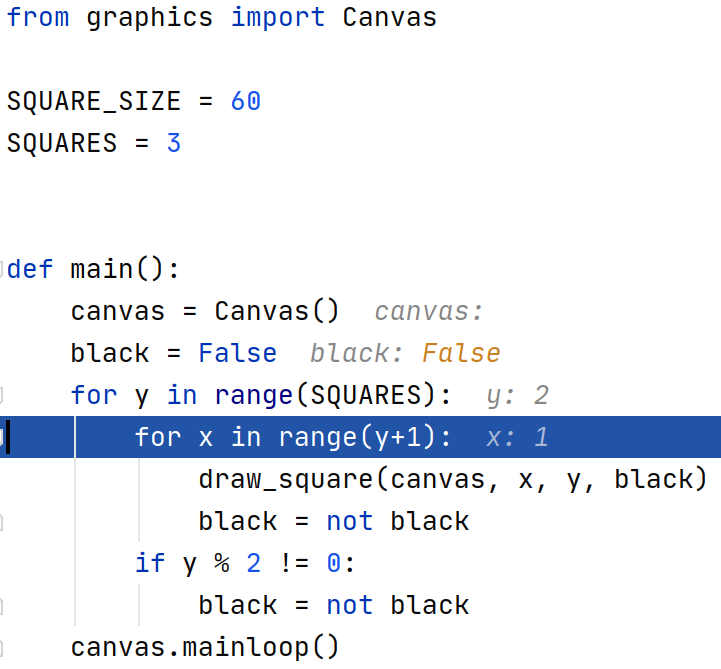 from graphics import Canvas
SQUARE_SIZE = 60
SQUARES = 3
def main():
    canvas = Canvas()  canvas:
    black = False  black: False
    for y in range(SQUARES):  y: 2
        for x in range(y+1):  x: 1
            draw_square(canvas, x, y, black)
            black = not black
        if y % 2 != 0:
            black = not black
    canvas.mainloop()